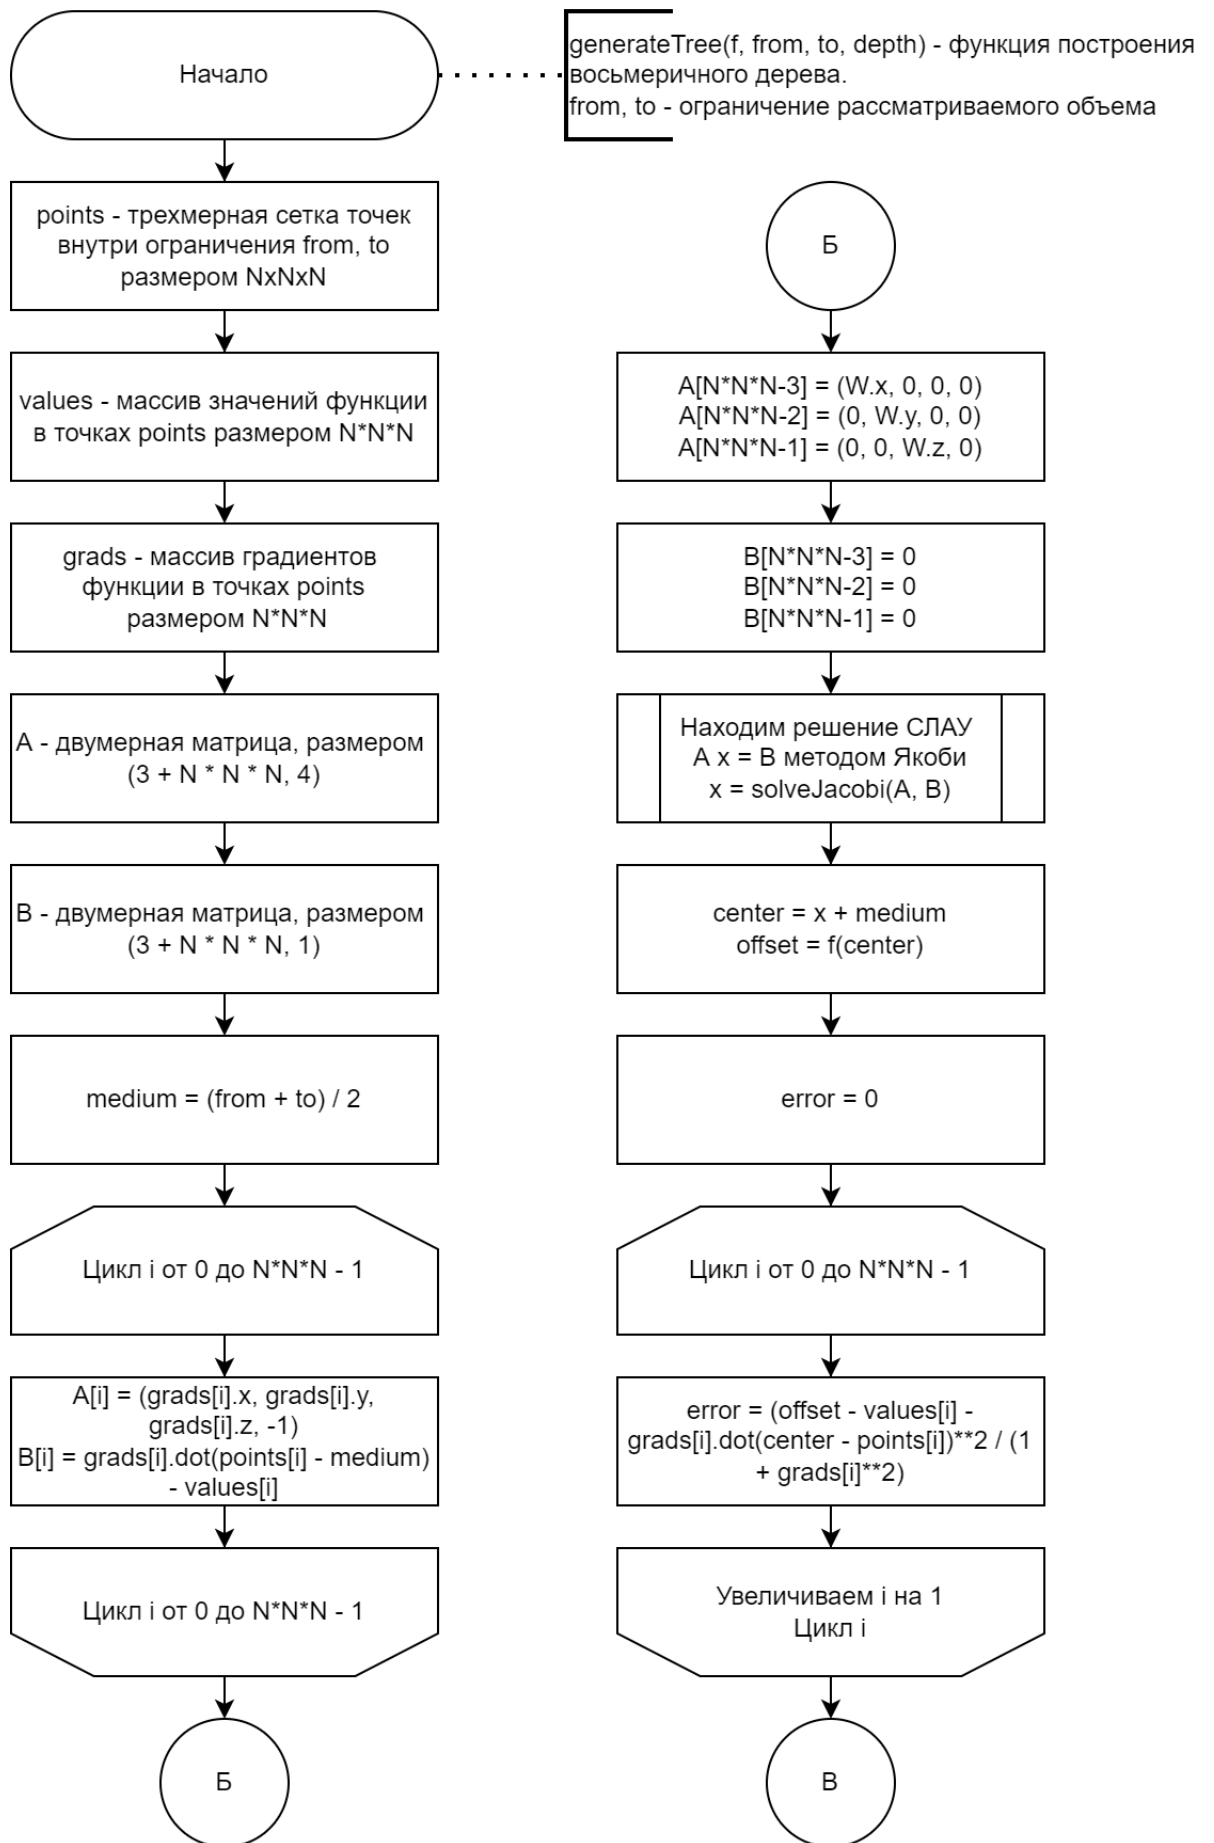 Начало
generateTree(f, from, to, depth) - функция построения
восьмеричного дерева.
from, to - ограничение рассматриваемого объема
points - трехмерная сетка точек
внутри ограничения from, to
размером NxNxN
values - массив значений функции
в точках points размером N*N*N
grads - массив градиентов
функции в точках points
размером N*N*N
A - двумерная матрица, размером
(3 + N * N * N, 4)
B - двумерная матрица, размером
(3 + N * N * N, 1)
medium = (from + to) / 2
Цикл i от 0 до N*N*N - 1
A[i] = (grads[i].x, grads[i].y,
grads[i].z, -1)
B[i] = grads[i].dot(points[i] - medium)
- values[i]
Цикл i от 0 до N*N*N - 1
Б
Б
A[N*N*N-3] = (W.x, 0, 0, 0)
A[N*N*N-2] = (0, W.y, 0, 0)
A[N*N*N-1] = (0, 0, W.z, 0)
B[N*N*N-3] = 0
B[N*N*N-2] = 0
B[N*N*N-1] = 0
Находим решение СЛАУ
A x = B методом Якоби
x = solveJacobi(A, B)
center = x + medium
offset = f(center)
error = 0
Цикл i от 0 до N*N*N - 1
error = (offset - values[i] -
grads[i].dot(center - points[i])**2 / (1
+ grads[i]**2)
Увеличиваем i на 1
Цикл i
В